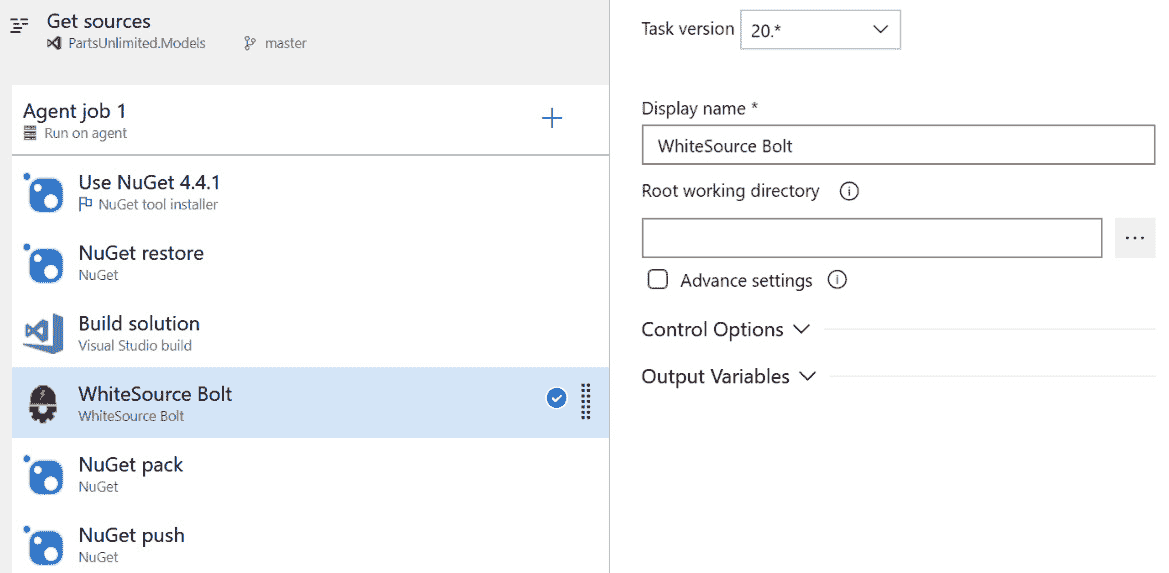 Get sources
PartsUnlimited.Models master
Agent job 1
Run on agent
Use NuGet 4.4.1
NuGet tool installer
NuGet restore
NuGet
Build solution
Visual Studio build
WhiteSource Bolt
WhiteSource Bolt
NuGet pack
NuGet
NuGet push
NuGet
Task version 20.*
Display name *
WhiteSource Bolt
Root working directory
...
Advance settings
Control Options
Output Variables